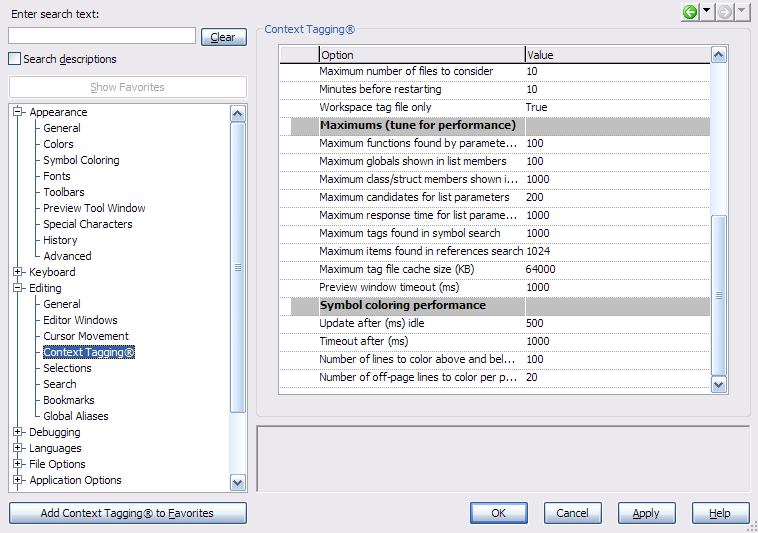 Enter search text:
Clear
Search descriptions
Show Favorites
Appearance
General
Colors
Symbol Coloring
Fonts
Toolbars
Preview Tool Window
Special Characters
History
Advanced
Keyboard
Editing
General
Editor Windows
Cursor Movement
Context Tagging®
Selections
Search
Bookmarks
Global Aliases
Debugging
Languages
File Options
Application Options
Add Context Tagging® to Favorites
Context Tagging®
Option Value
Maximum number of files to consider 10
Minutes before restarting 10
Workspace tag file only True
Maximums (tune for performance)
Maximum functions found by paramete... 100
Maximum globals shown in list members 100
Maximum class/struct members shown i... 1000
Maximum candidates for list parameters 200
Maximum response time for list parame... 1000
Maximum tags found in symbol search 1000
Maximum items found in references search 1024
Maximum tag file cache size (KB) 64000
Preview window timeout (ms) 1000
Symbol coloring performance
Update after (ms) idle 500
Timeout after (ms) 1000
Number of lines to color above and bel... 100
Number of off-page lines to color per p... 20
OK
Cancel
Apply
Help